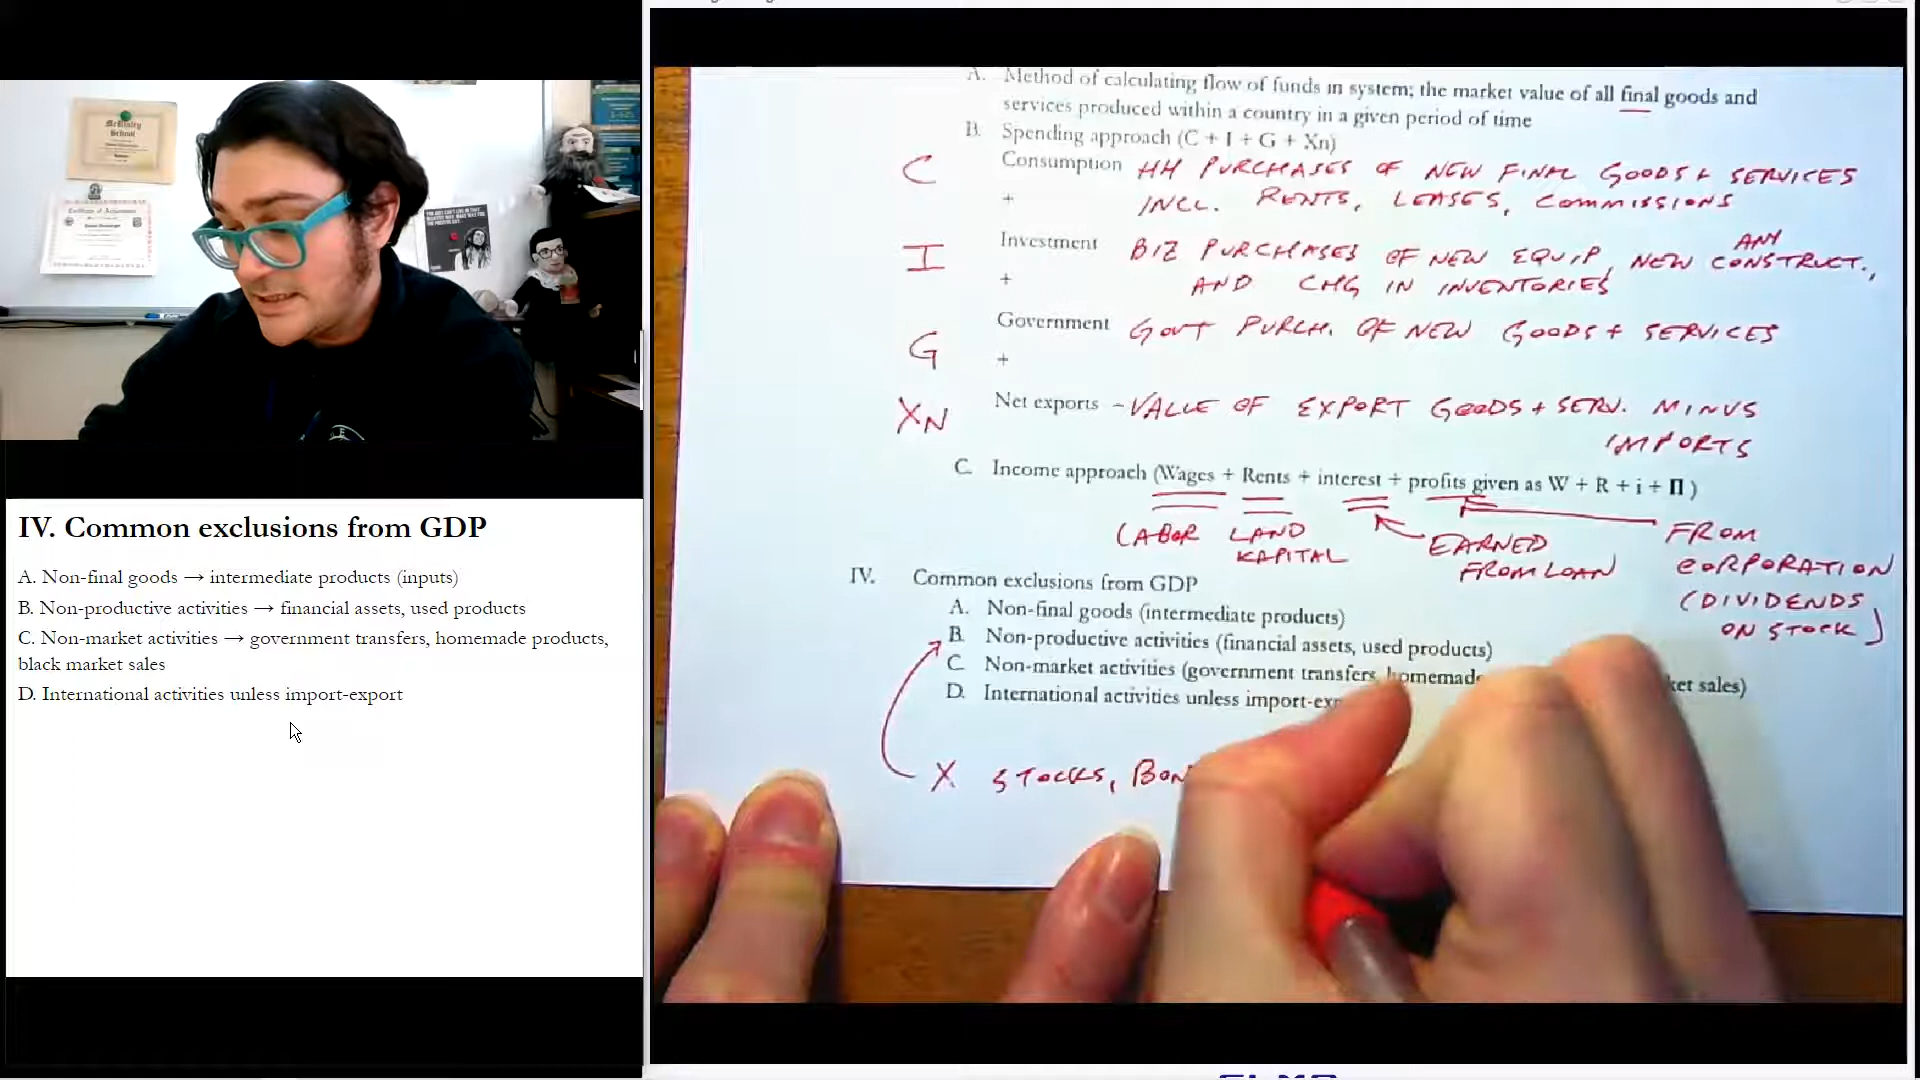 McKinley
School
IV. Common exclusions from GDP
A. Non-final goods → intermediate products (inputs)
B. Non-productive activities → financial assets, used products
C. Non-market activities → government transfers, homemade products,
black market sales
D. International activities unless import-export
A. Method of calculating flow of funds in system; the market value of all final goods and
services produced within a country in a given period of time
B. Spending approach (C + I + G + Xn)
C Consumption HH PURCHASES OF NEW FINAL GOODS + SERVICES
+ INCL. RENTS, LEASES, COMMISSIONS
I Investment BIZ PURCHASES OF NEW EQUIP, NEW ANY CONSTRUCT.,
+ AND CHG IN INVENTORIES
G Government GOVT PURCH. OF NEW GOODS + SERVICES
+
XN Net exports - VALUE OF EXPORT GOODS + SERV. MINUS
IMPORTS
C. Income approach (Wages + Rents + interest + profits given as W + R + i + Π )
LABOR LAND
KAPITAL
EARNED
FROM LOAN
FROM
CORPORATION
(DIVIDENDS
ON STOCK)
IV. Common exclusions from GDP
A. Non-final goods (intermediate products)
B. Non-productive activities (financial assets, used products)
C. Non-market activities (government transfers, sales)
D. International activities unless
X STOCKS,